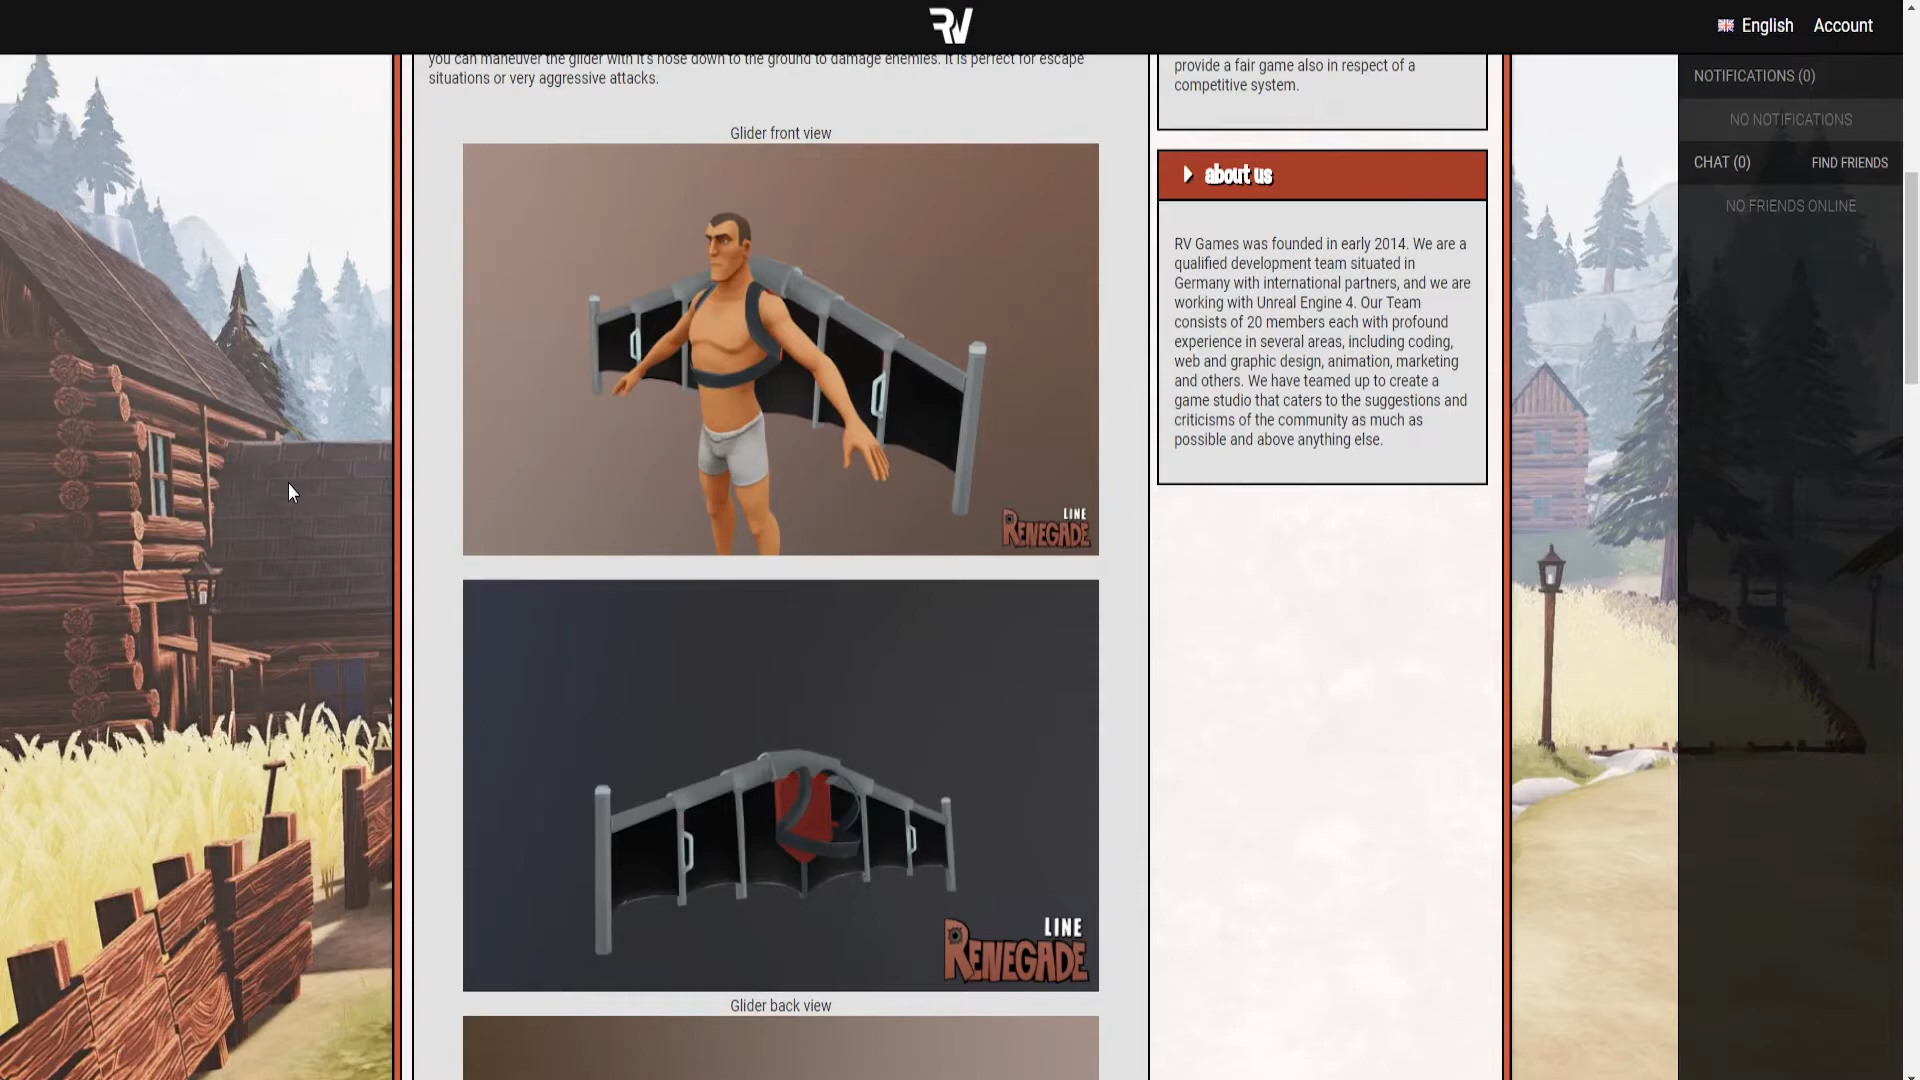 RV
English
Account
you can maneuver the glider with it's nose down to the ground to damage enemies. It is perfect for escape
situations or very aggressive attacks.
Glider front view
LINE
RENEGADE
LINE
RENEGADE
Glider back view
provide a fair game also in respect of a
competitive system.
about us
RV Games was founded in early 2014. We are a
qualified development team situated in
Germany with international partners, and we are
working with Unreal Engine 4. Our Team
consists of 20 members each with profound
experience in several areas, including coding,
web and graphic design, animation, marketing
and others. We have teamed up to create a
game studio that caters to the suggestions and
criticisms of the community as much as
possible and above anything else.
NOTIFICATIONS (0)
NO NOTIFICATIONS
CHAT (0)
FIND FRIENDS
NO FRIENDS ONLINE